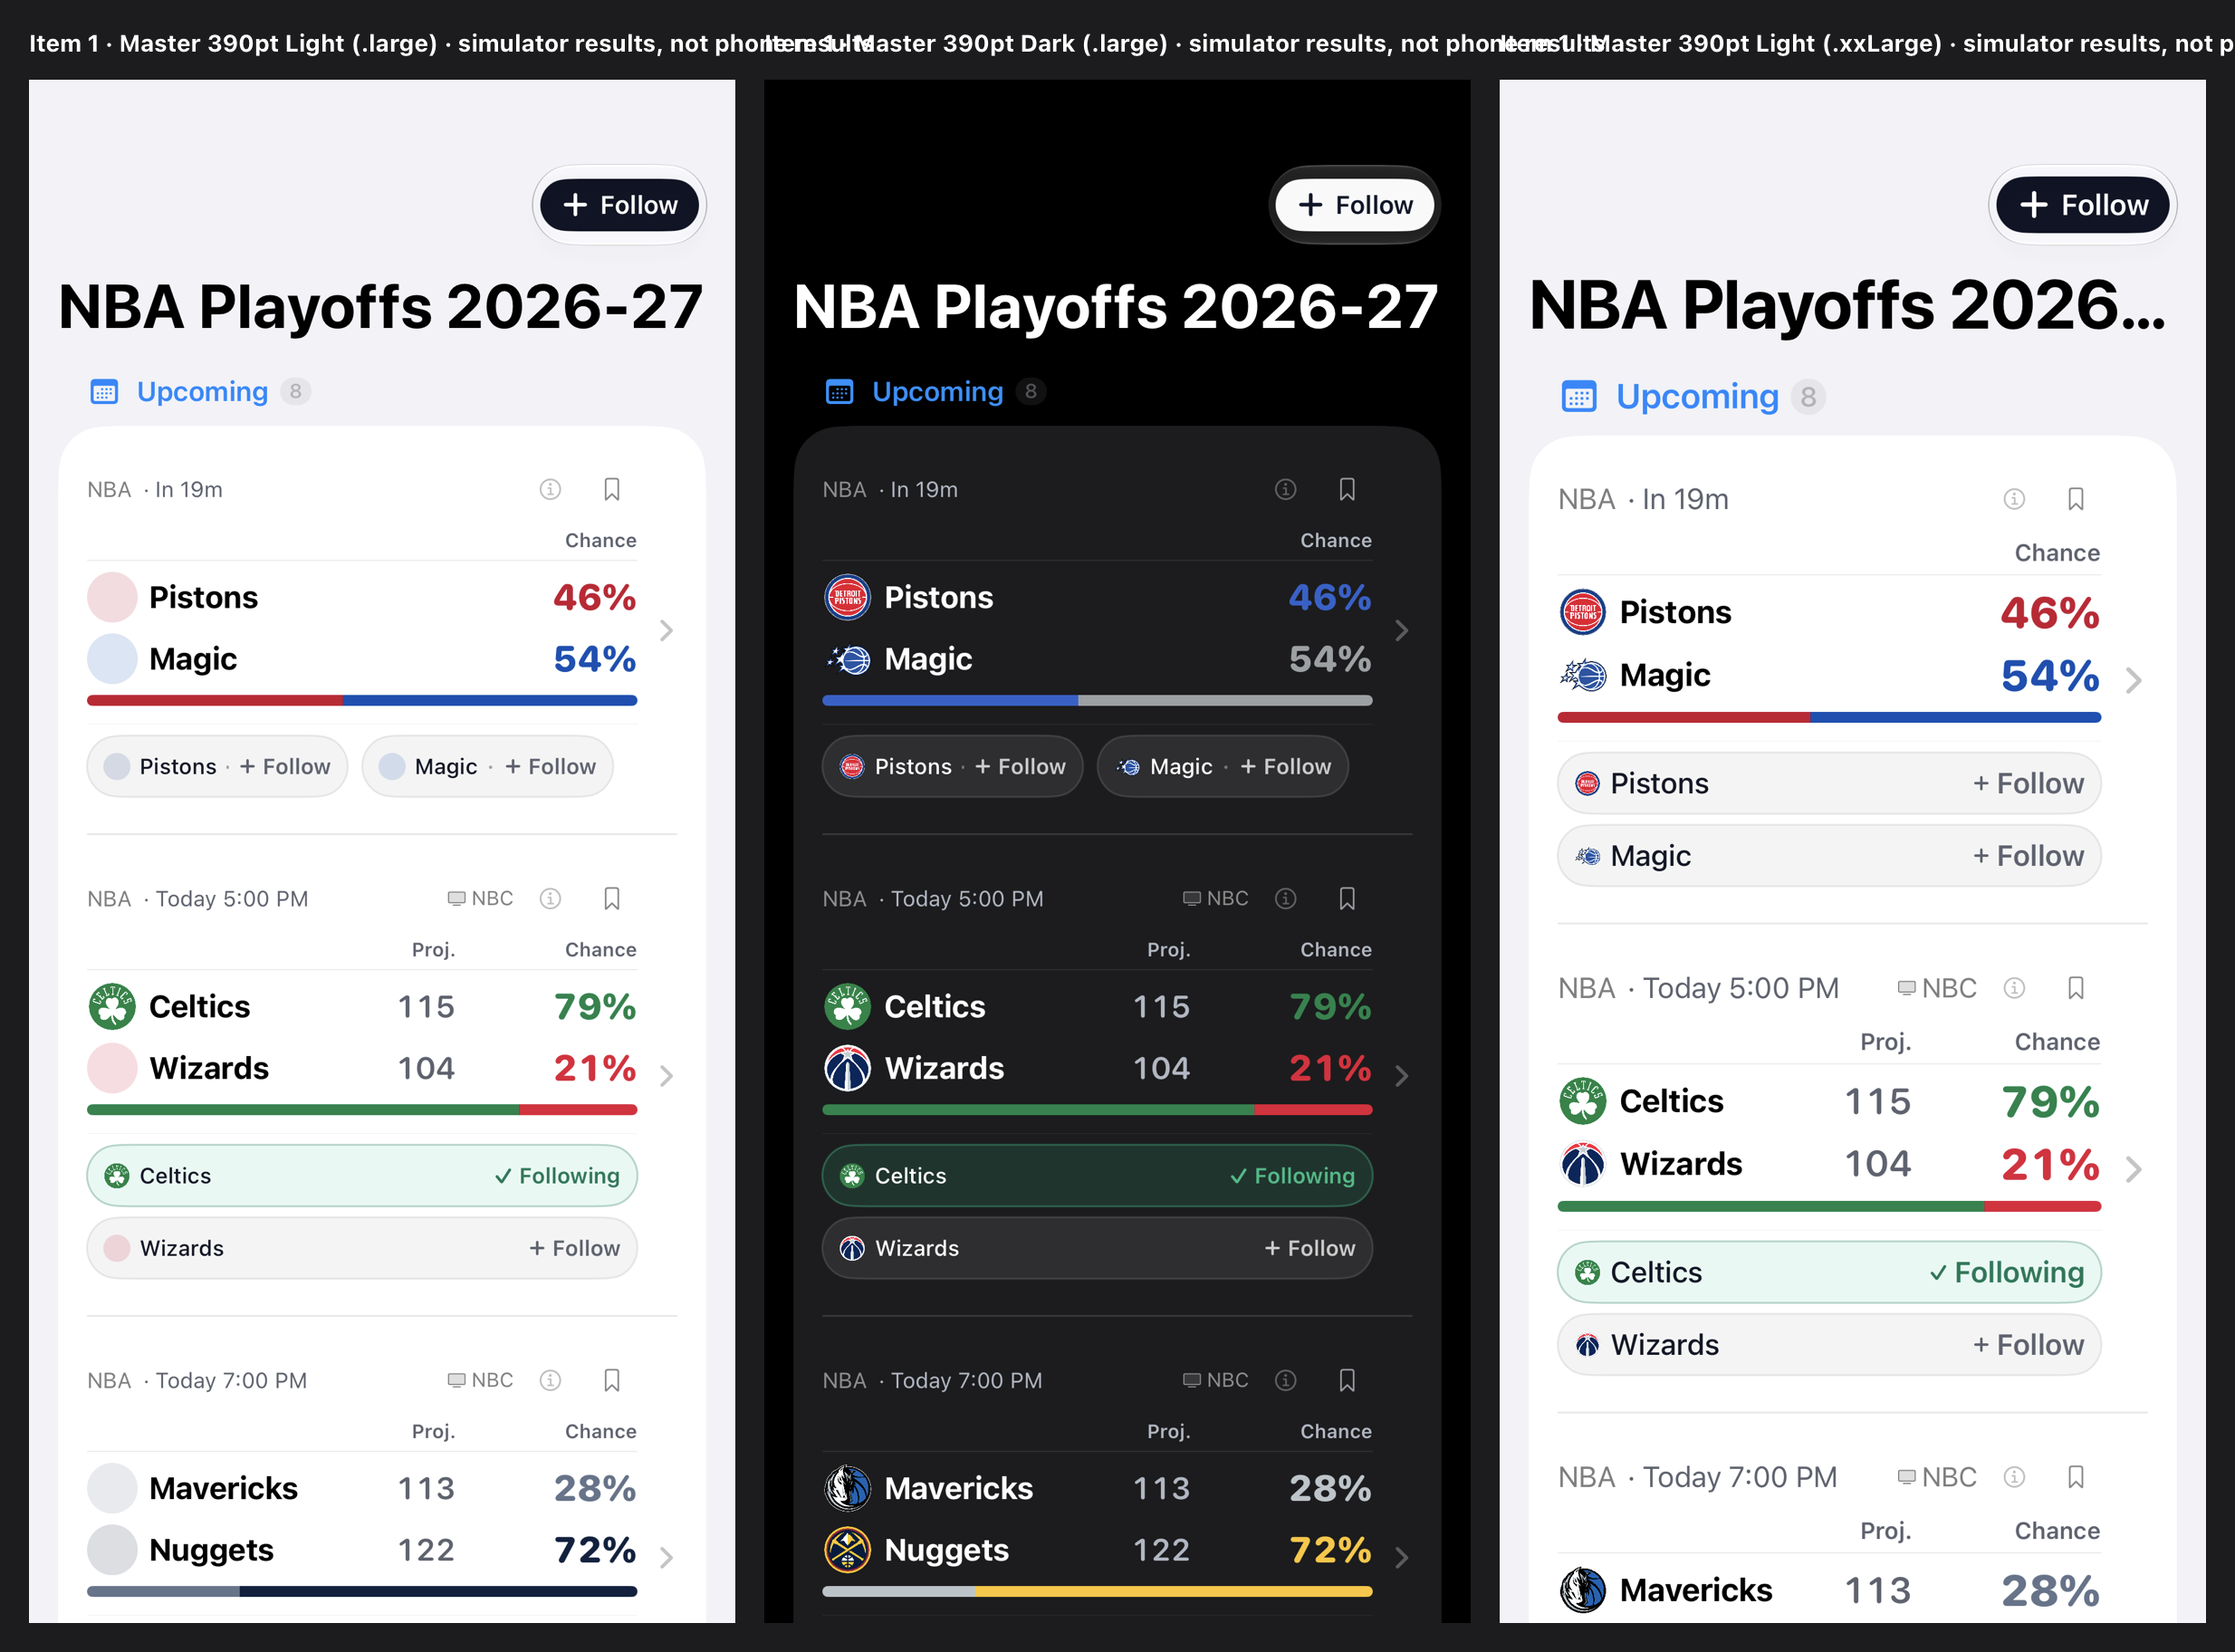 Item 1 · Master 390pt Light (.large) · simulator results, not phone results
+ Follow
NBA Playoffs 2026-27
Upcoming 8
NBA · In 19m
Chance
Pistons 46%
Magic 54%
Pistons · + Follow Magic · + Follow
NBA · Today 5:00 PM NBC
Proj. Chance
Celtics 115 79%
Wizards 104 21%
Celtics ✓ Following
Wizards + Follow
NBA · Today 7:00 PM NBC
Proj. Chance
Mavericks 113 28%
Nuggets 122 72%
Item 1 · Master 390pt Dark (.large) · simulator results, not phone results
+ Follow
NBA Playoffs 2026-27
Upcoming 8
NBA · In 19m
Chance
DETROIT PISTONS
Pistons 46%
Magic 54%
Pistons · + Follow Magic · + Follow
NBA · Today 5:00 PM NBC
Proj. Chance
CELTICS
Celtics 115 79%
Wizards 104 21%
Celtics ✓ Following
Wizards + Follow
NBA · Today 7:00 PM NBC
Proj. Chance
Mavericks 113 28%
Nuggets 122 72%
Item 1 · Master 390pt Light (.xxLarge) · simulator results, not p
+ Follow
NBA Playoffs 2026...
Upcoming 8
NBA · In 19m
Chance
DETROIT PISTONS
Pistons 46%
Magic 54%
Pistons + Follow
Magic + Follow
NBA · Today 5:00 PM NBC
Proj. Chance
CELTICS
Celtics 115 79%
Wizards 104 21%
Celtics ✓ Following
Wizards + Follow
NBA · Today 7:00 PM NBC
Proj. Chance
Mavericks 113 28%